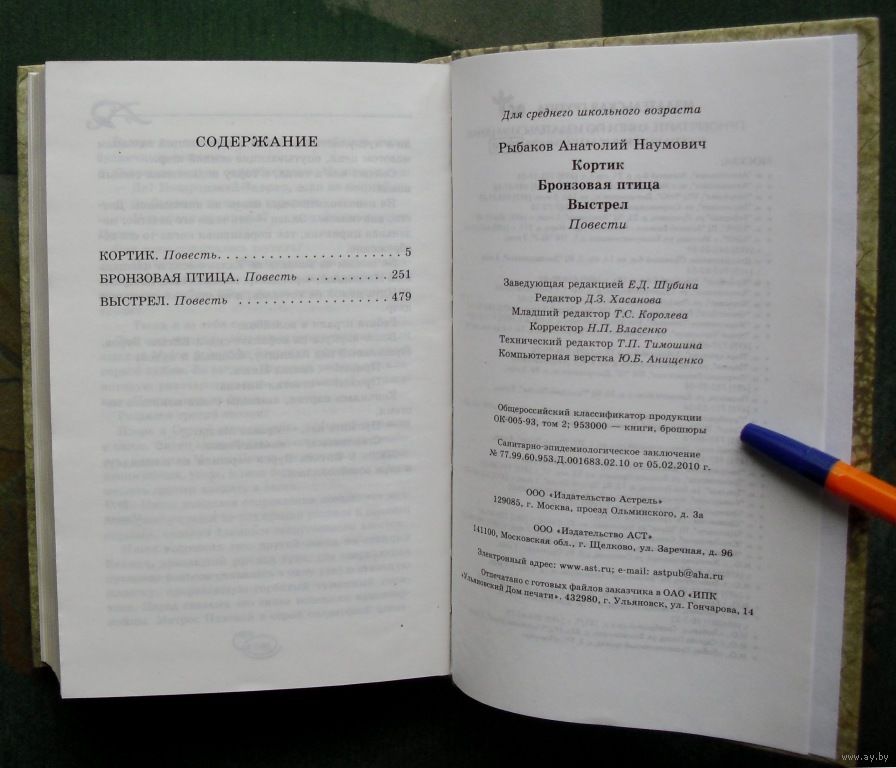 СОДЕРЖАНИЕ
КОРТИК. Повесть. . . . . . . . . . . . . . . . . . . . . . 5
БРОНЗОВАЯ ПТИЦА. Повесть . . . . . . . . . . 251
ВЫСТРЕЛ. Повесть . . . . . . . . . . . . . . . . . . 479
Для среднего школьного возраста
Рыбаков Анатолий Наумович
Кортик
Бронзовая птица
Выстрел
Повести
Заведующая редакцией Е.Д. Шубина
Редактор Д.З. Хасанова
Младший редактор Т.С. Королева
Корректор Н.П. Власенко
Технический редактор Т.П. Тимошина
Компьютерная верстка Ю.Б. Анищенко
Общероссийский классификатор продукции
ОК-005-93, том 2; 953000 — книги, брошюры
Санитарно-эпидемиологическое заключение
№ 77.99.60.953.Д.001683.02.10 от 05.02.2010 г.
ООО «Издательство Астрель»
129085, г. Москва, проезд Ольминского, д. 3а
ООО «Издательство АСТ»
141100, Московская обл., г. Щелково, ул. Заречная, д. 96
Электронный адрес: www.ast.ru; e-mail: astpub@aha.ru
Отпечатано с готовых файлов заказчика в ОАО «ИПК
«Ульяновский Дом печати». 432980, г. Ульяновск, ул. Гончарова, 14
www.ay.by